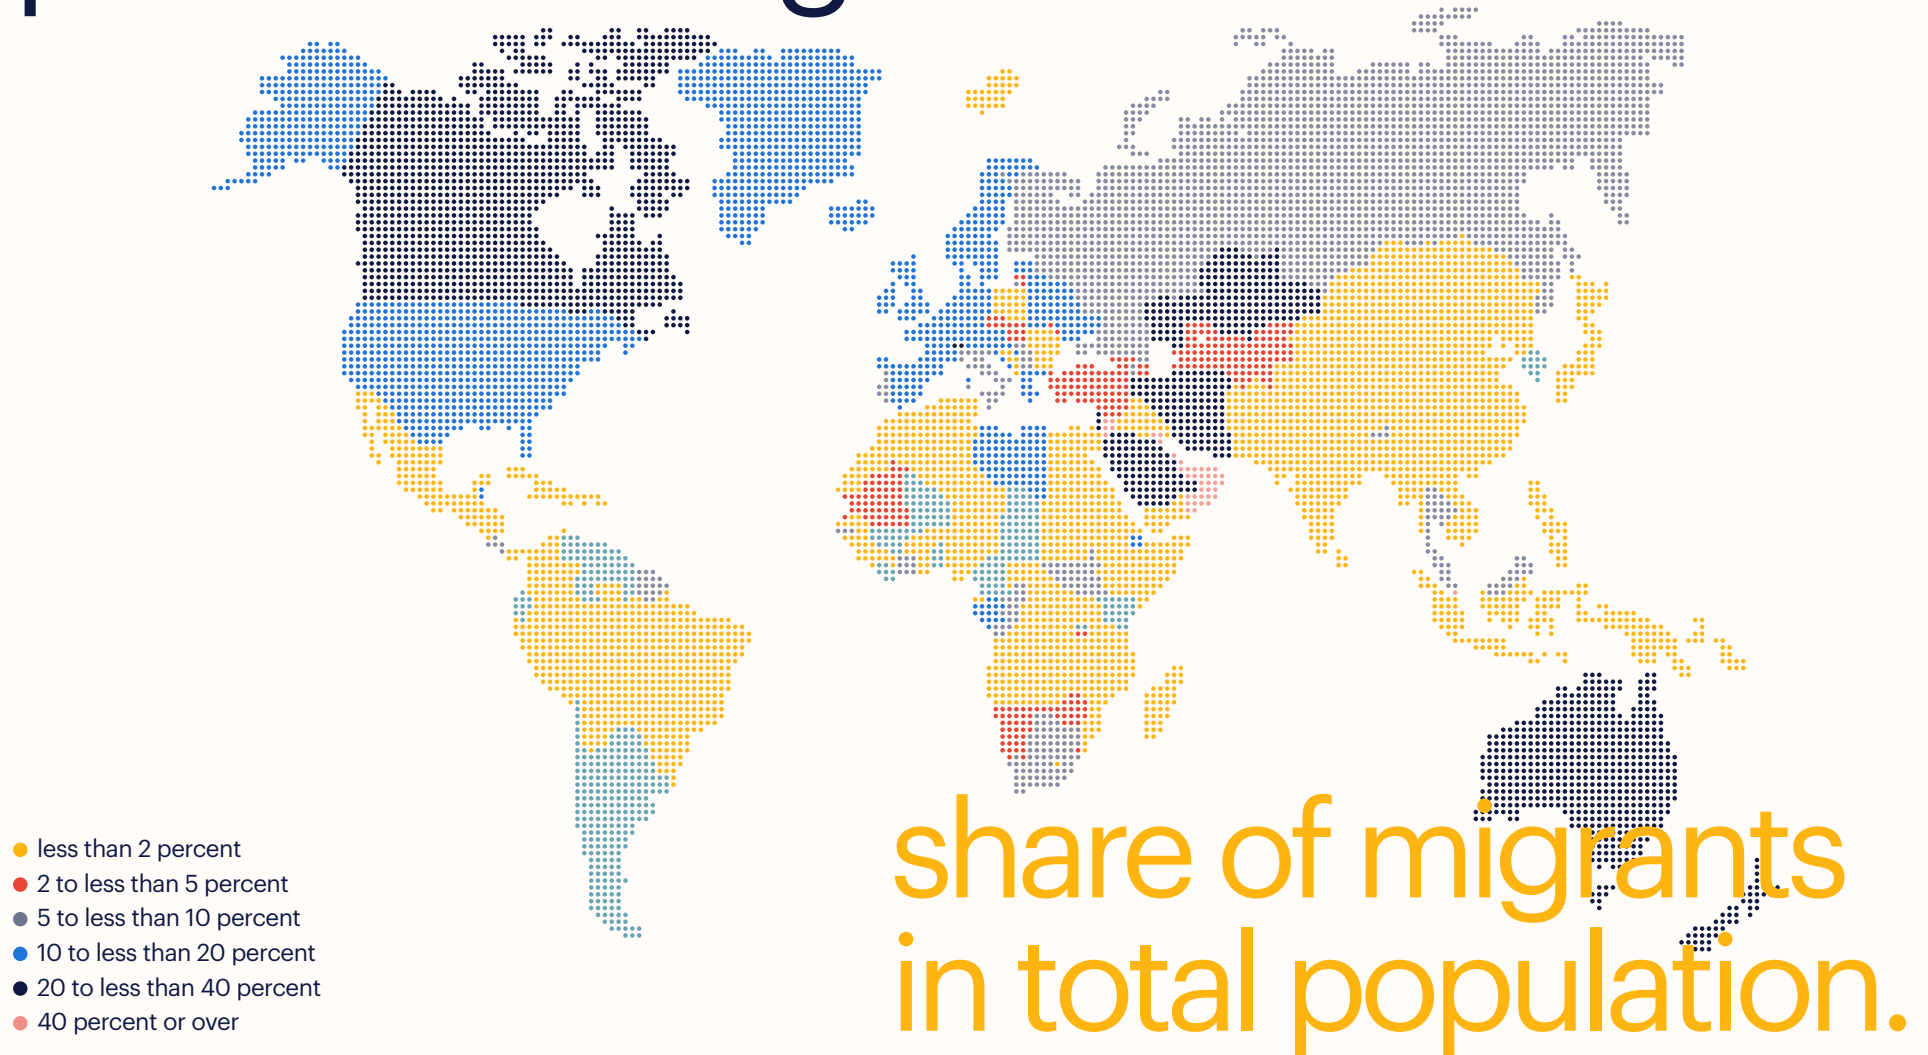 less than 2 percent
2 to less than 5 percent
5 to less than 10 percent
10 to less than 20 percent
20 to less than 40 percent
40 percent or over
share of migrants
in total population.